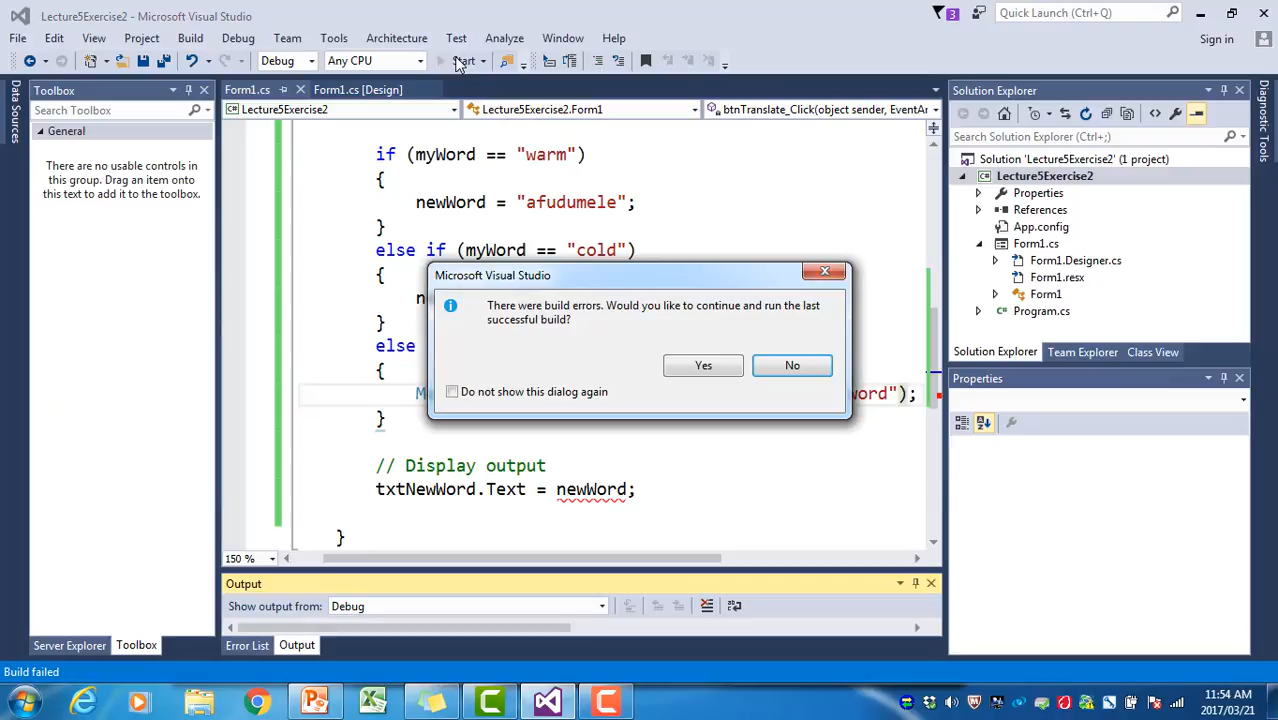 Lecture5Exercise2 - Microsoft Visual Studio
3
Quick Launch (Ctrl+Q)
File Edit View Project Build Debug Team Tools Architecture Test Analyze Window Help
Sign in
Debug Any CPU Start
Data Sources
Toolbox
Search Toolbox
General
There are no usable controls in
this group. Drag an item onto
this text to add it to the toolbox.
Server Explorer Toolbox
Form1.cs Form1.cs [Design]
Lecture5Exercise2 Lecture5Exercise2.Form1 btnTranslate_Click(object sender, EventAr
if (myWord == "warm")
{
newWord = "afudumele";
}
else if (myWord == "cold")
{
n
}
else
{
M word");
}
// Display output
txtNewWord.Text = newWord;
}
150 %
Microsoft Visual Studio
There were build errors. Would you like to continue and run the last
successful build?
Yes No
Do not show this dialog again
Output
Show output from: Debug
Error List Output
Solution Explorer
Search Solution Explorer (Ctrl+;)
Solution 'Lecture5Exercise2' (1 project)
Lecture5Exercise2
Properties
References
App.config
Form1.cs
Form1.Designer.cs
Form1.resx
Form1
Program.cs
Solution Explorer Team Explorer Class View
Properties
Diagnostic Tools
Build failed
11:54 AM
2017/03/21